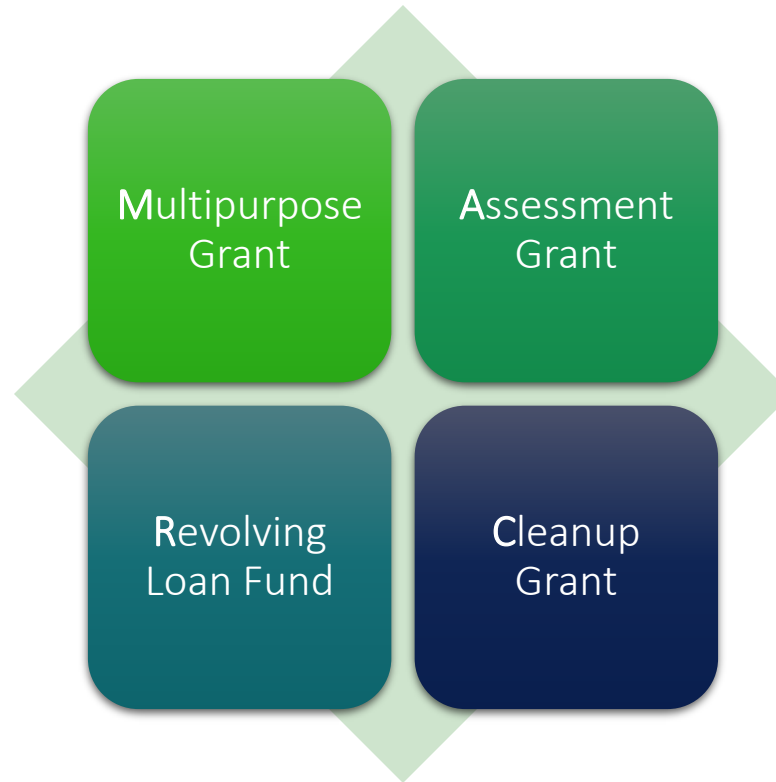 Multipurpose
Grant
Assessment
Grant
Revolving
Loan Fund
Cleanup
Grant